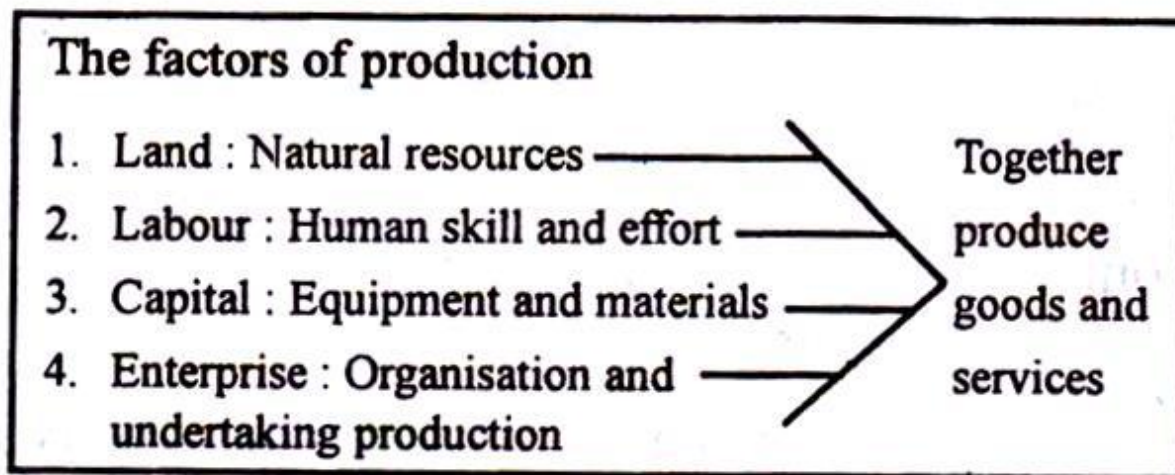 The factors of production
1. Land : Natural resources
2. Labour : Human skill and effort
3. Capital : Equipment and materials
4. Enterprise : Organisation and
undertaking production
Together
produce
goods and
services